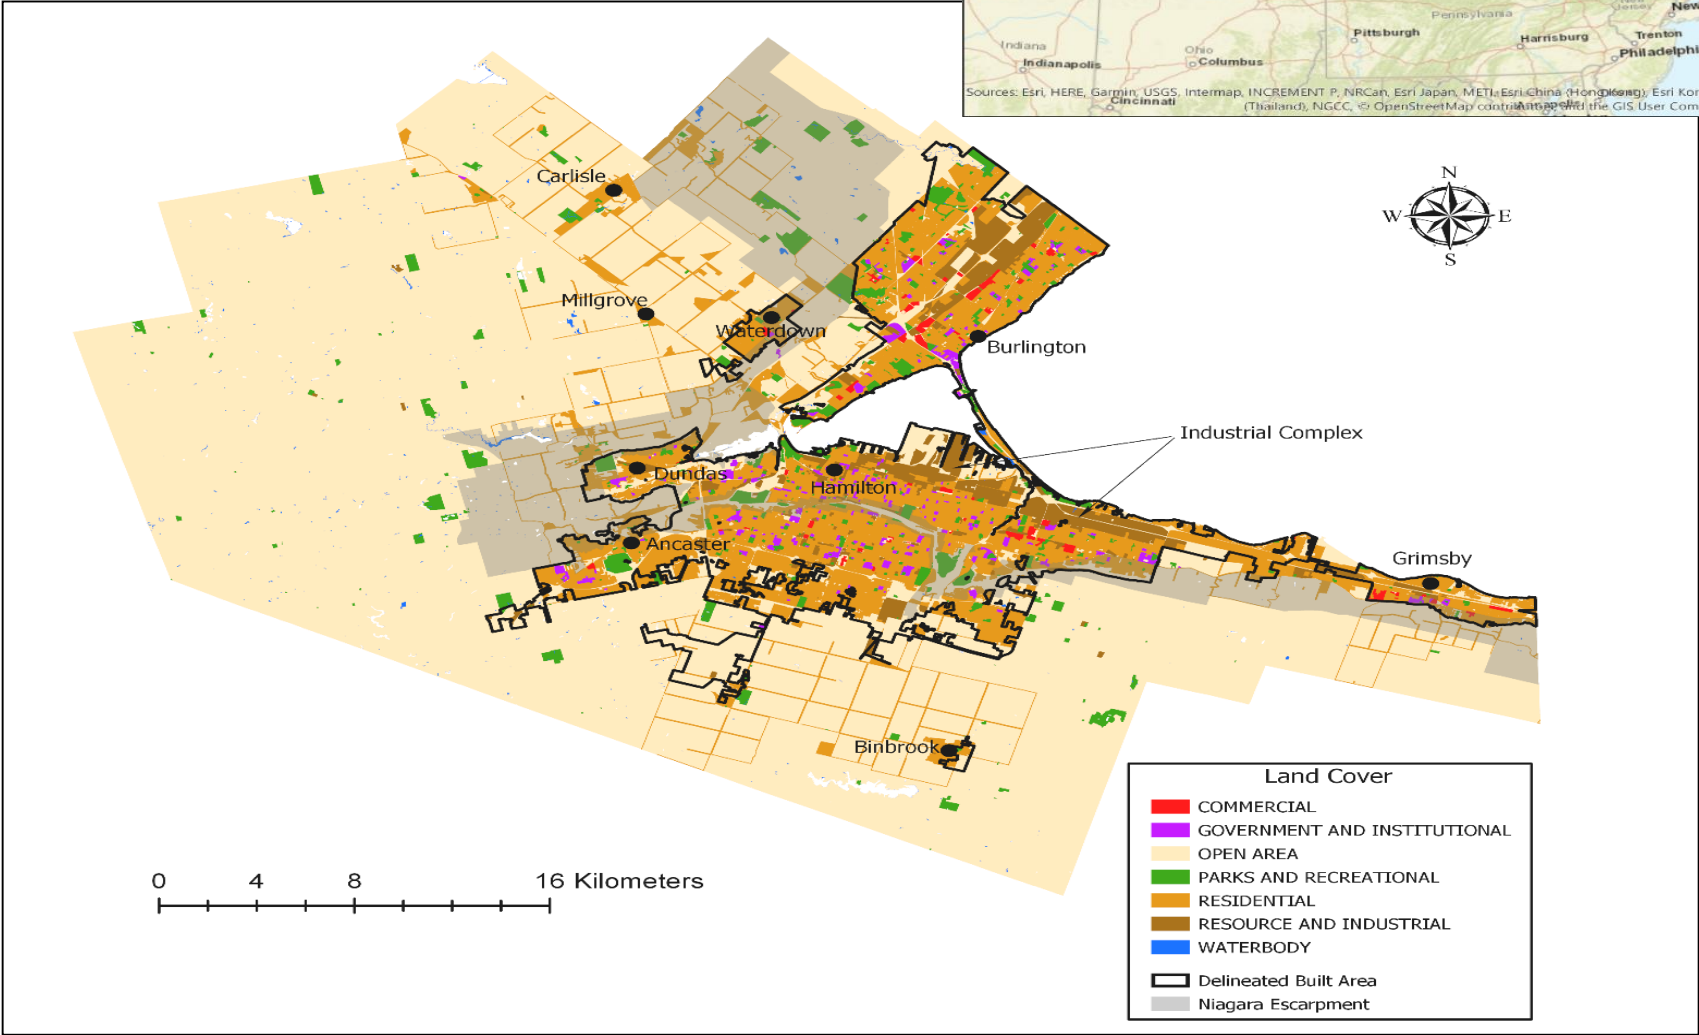 Pennsylvania
New
Pittsburgh
Harrisburg
Trenton
Philadelphi
Indiana
Indianapolis
Ohio
Columbus
Cincinnati
Sources: Esri, HERE, Garmin, USGS, Intermap, INCREMENT P, NRCan, Esri Japan, METI, Esri China (Hong Kong), Esri Kor
(Thailand), NGCC, © OpenStreetMap contributors, and the GIS User Com
N
W
E
S
Carlisle
Millgrove
Waterdown
Burlington
Industrial Complex
Dundas
Hamilton
Ancaster
Grimsby
Binbrook
0 4 8 16 Kilometers
Land Cover
COMMERCIAL
GOVERNMENT AND INSTITUTIONAL
OPEN AREA
PARKS AND RECREATIONAL
RESIDENTIAL
RESOURCE AND INDUSTRIAL
WATERBODY
Delineated Built Area
Niagara Escarpment